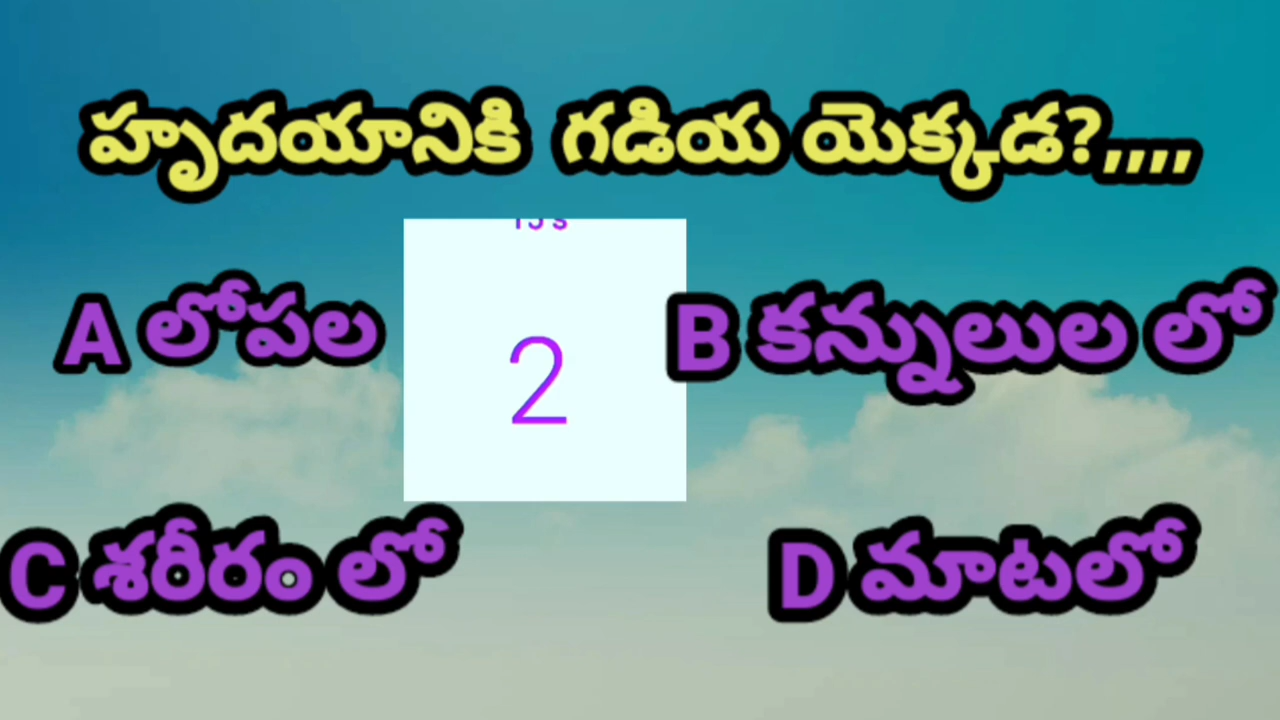 హృదయానికి గడియ యెక్కడ?,,,,
A లోపల
2
B కన్నులుల లో
C శరీరం లో
D మాటలో